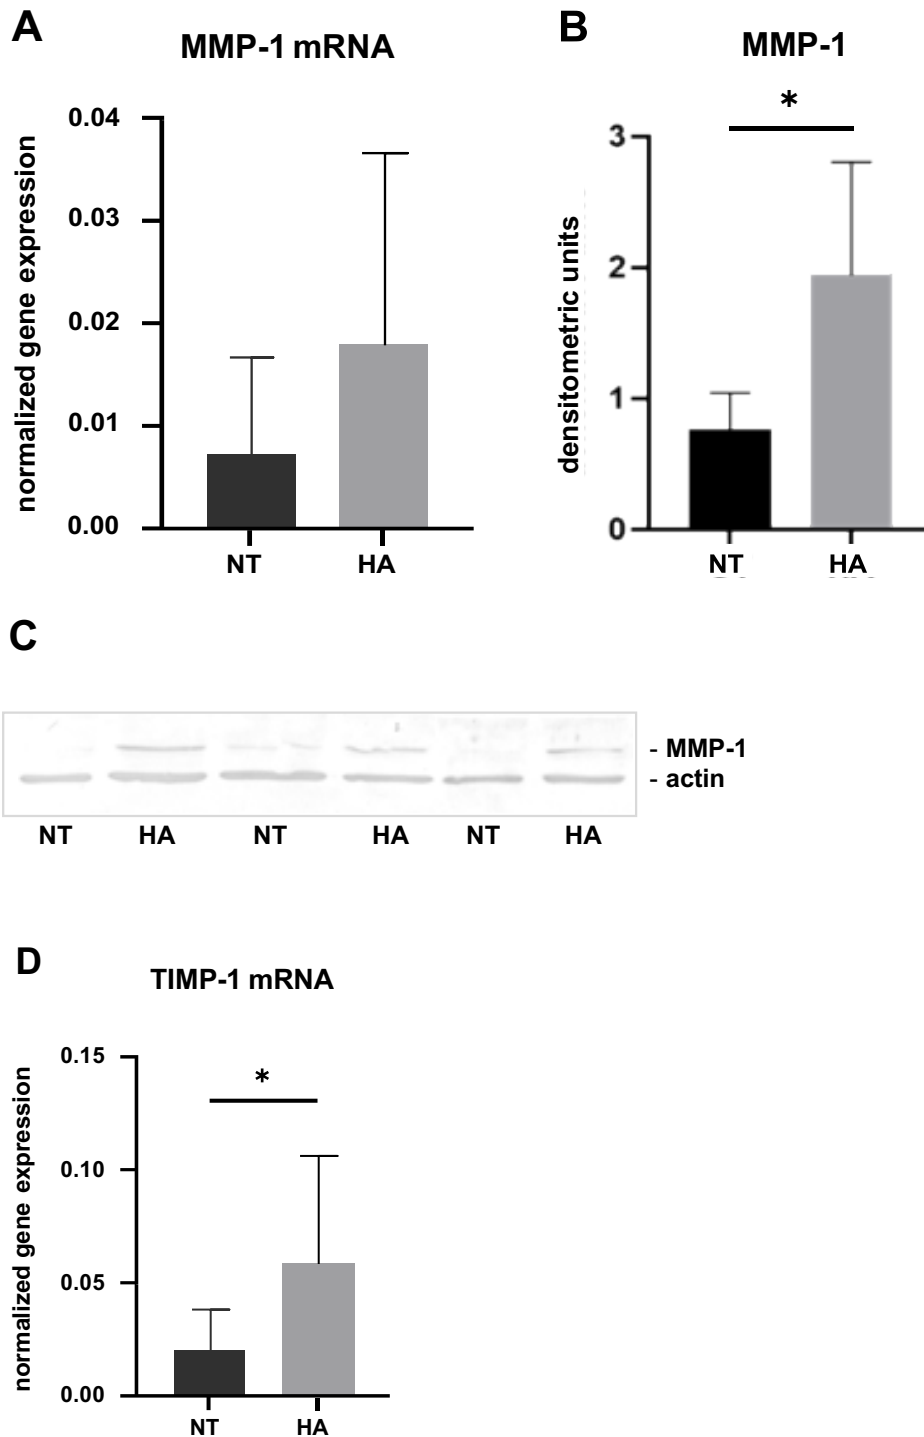 A
MMP-1 mRNA
normalized gene expression
0.04
0.03
0.02
0.01
0.00
NT HA
B
MMP-1
*
densitometric units
3
2
1
0
NT HA
C
- MMP-1
- actin
NT HA NT HA NT HA
D
TIMP-1 mRNA
*
normalized gene expression
0.15
0.10
0.05
0.00
NT HA